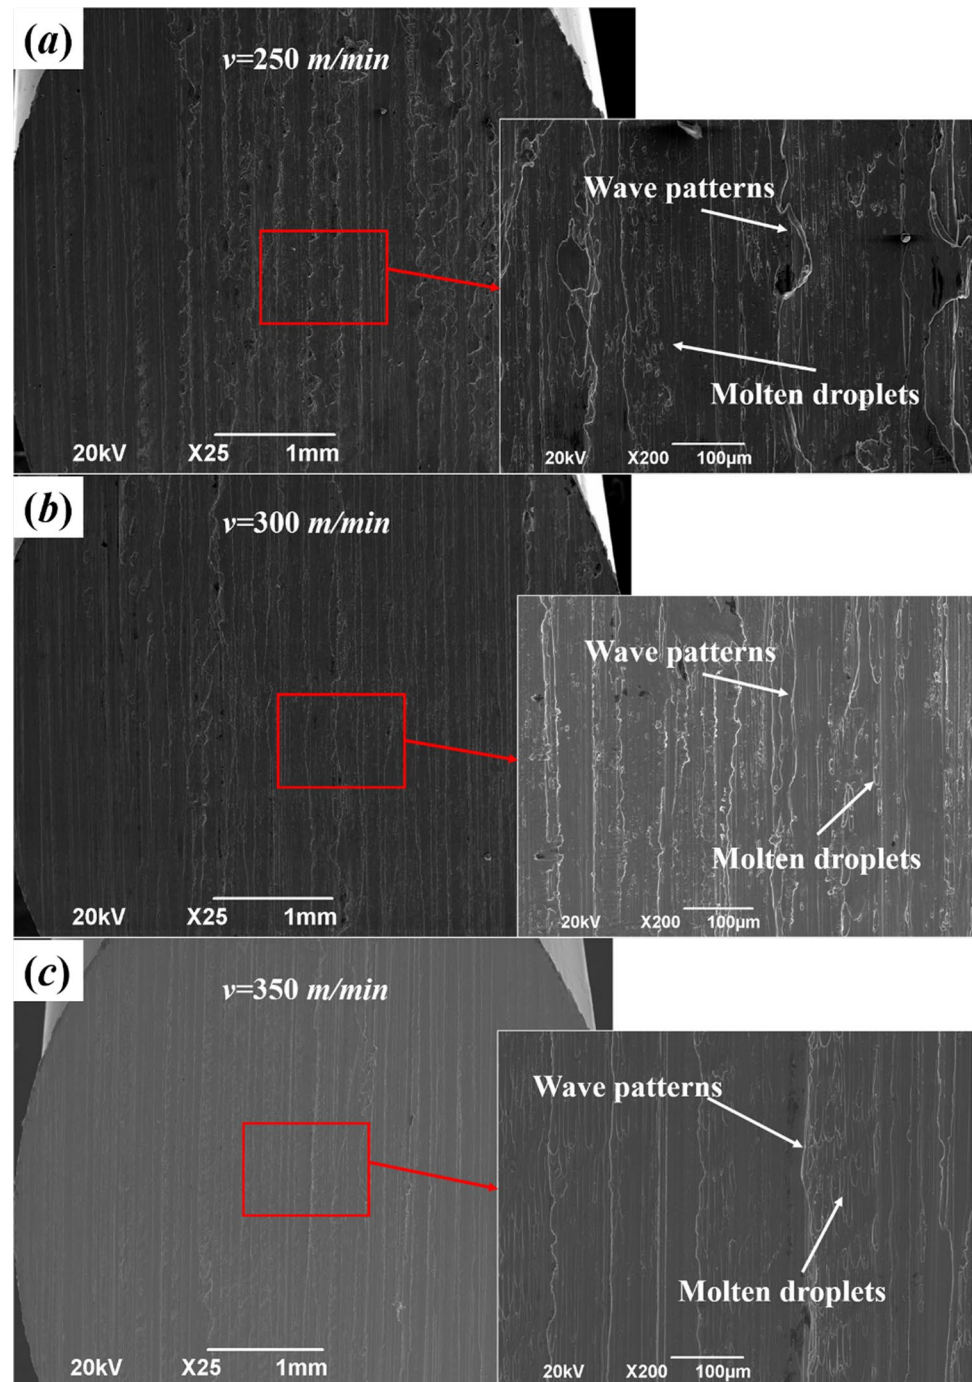 (a)
v=250 m/min
Wave patterns
Molten droplets
20kV X25 1mm
20kV X200 100μm
(b)
v=300 m/min
Wave patterns
Molten droplets
20kV X25 1mm
20kV X200 100μm
(c)
v=350 m/min
Wave patterns
Molten droplets
20kV X25 1mm
20kV X200 100μm